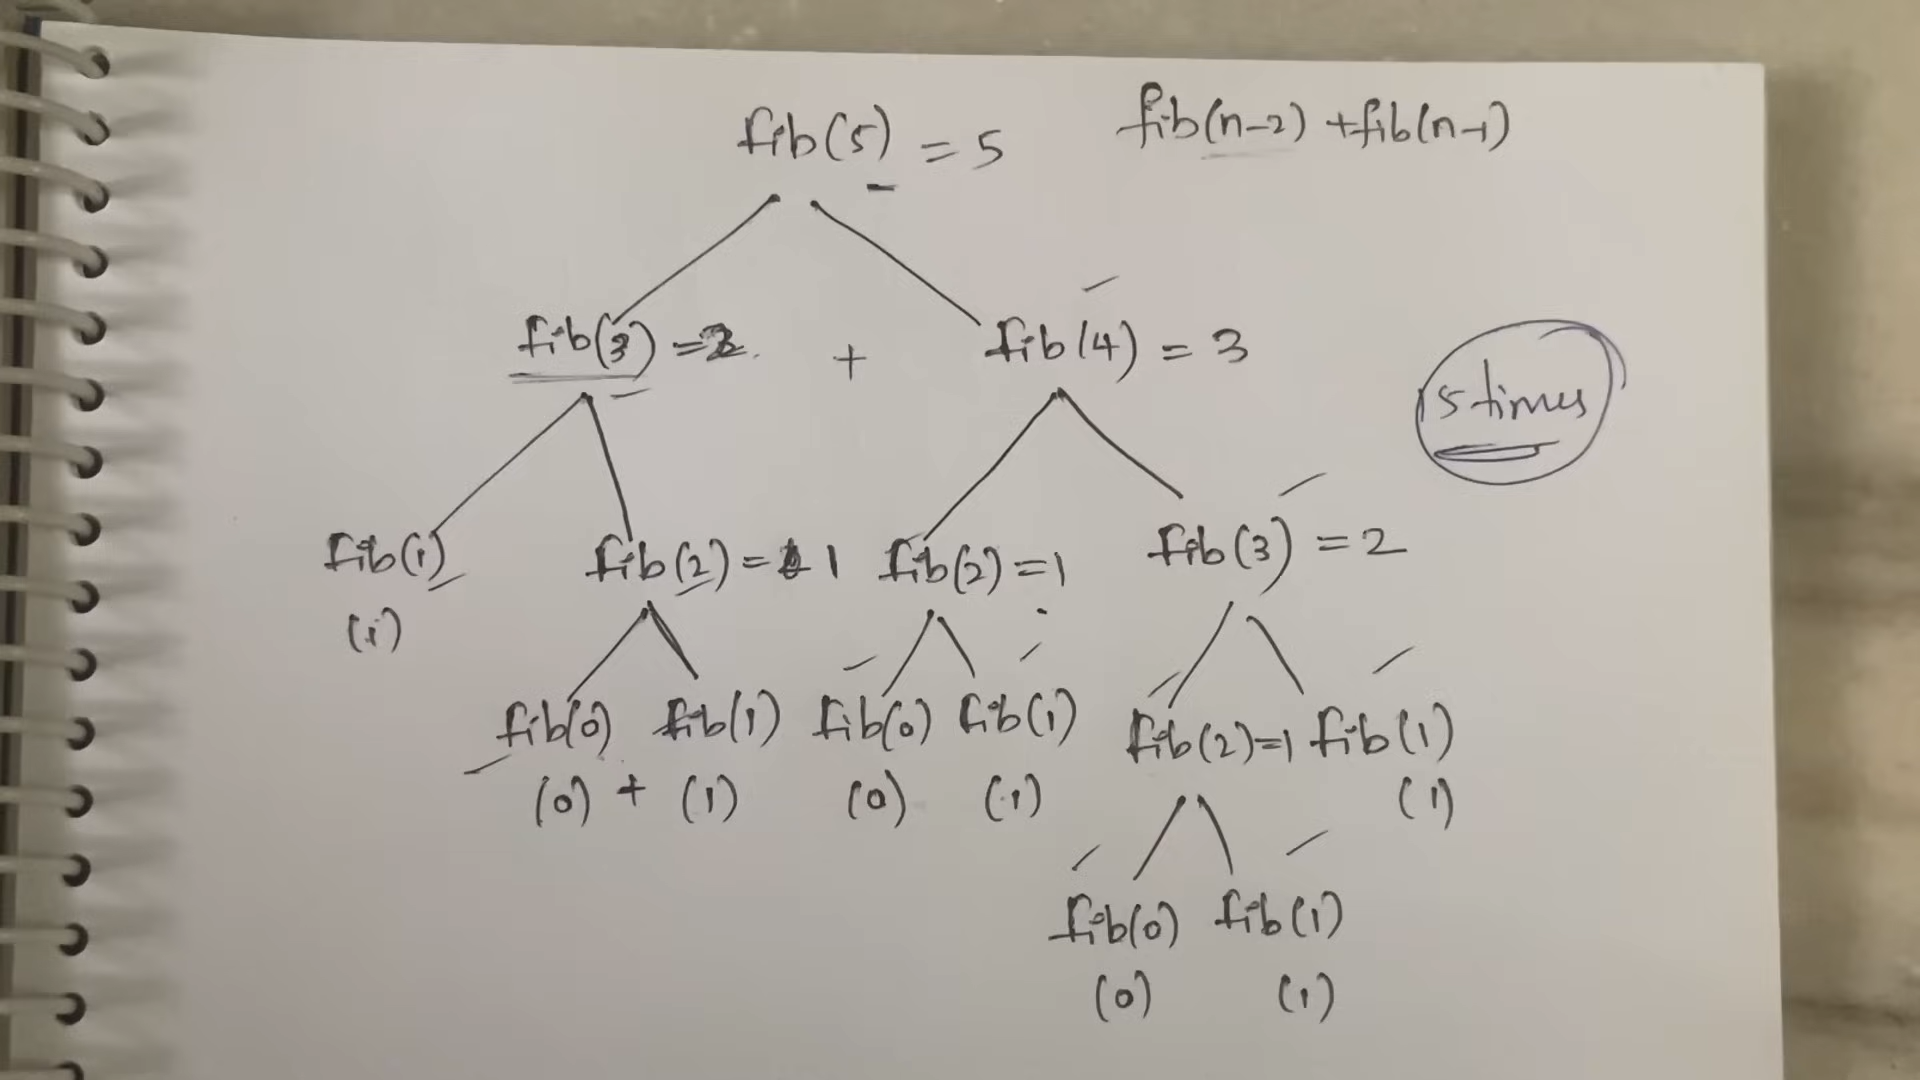 fib(5) = 5 fib(n-2) + fib(n-1)
fib(3) = 2 + fib(4) = 3
15 times
fib(1) fib(2) = 1 fib(2) = 1 fib(3) = 2
(1)
fib(0) fib(1) fib(0) fib(1) fib(2)=1 fib(1)
(0) + (1) (0) (1) (1)
fib(0) fib(1)
(0) (1)